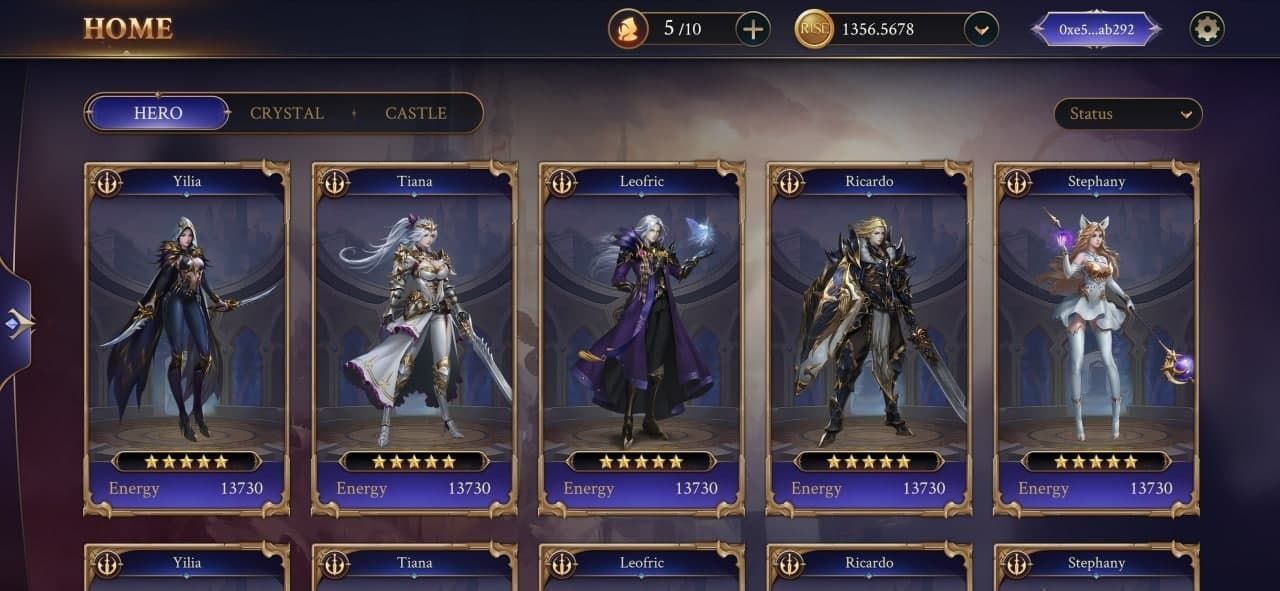 HOME
5/10
RISE
1356.5678
0xe5...ab292
HERO
CRYSTAL
CASTLE
Status
Yilia
Tiana
Leofric
Ricardo
Stephany
Energy 13730
Energy 13730
Energy 13730
Energy 13730
Energy 13730
Yilia
Tiana
Leofric
Ricardo
Stephany